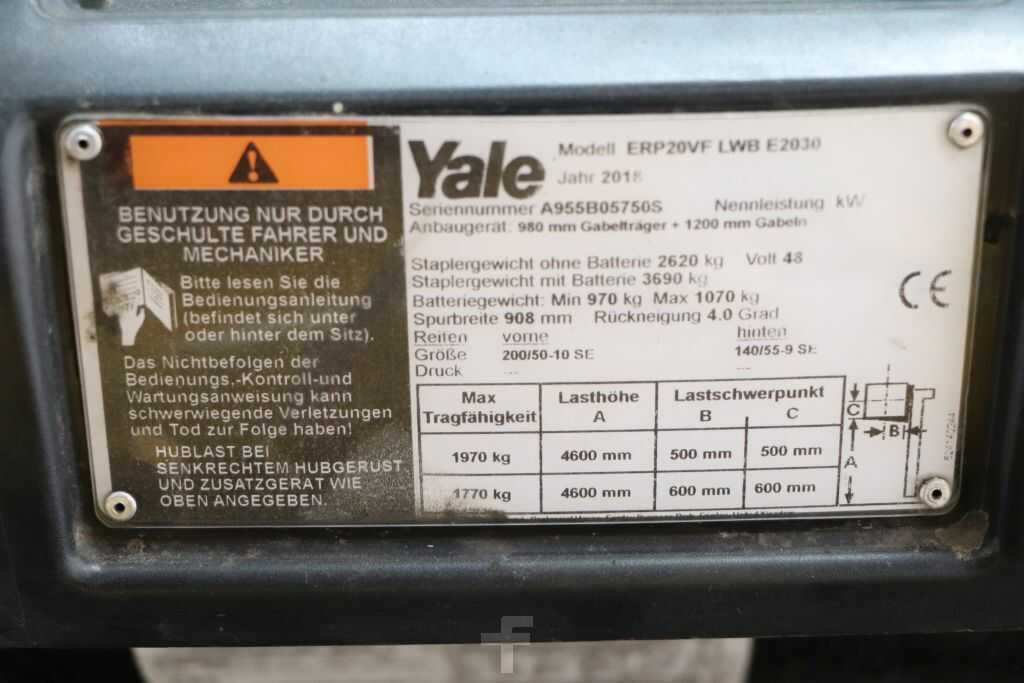 BENUTZUNG NUR DURCH
GESCHULTE FAHRER UND
MECHANIKER
Bitte lesen Sie die
Bedienungsanleitung
(befindet sich unter
oder hinter dem Sitz).
Das Nichtbefolgen der
Bedienungs.-Kontroll-und
Wartungsanweisung kann
schwerwiegende Verletzungen
und Tod zur Folge haben!
HUBLAST BEI
SENKRECHTEM HUBGERÜST
UND ZUSATZGERÄT WIE
OBEN ANGEGEBEN.
Yale
Modell ERP20VF LWB E2030
Jahr 2018
Seriennummer A955B05750S Nennleistung kW
Anbaugerät: 980 mm Gabelträger + 1200 mm Gabeln
Staplergewicht ohne Batterie 2620 kg Volt 48
Staplergewicht mit Batterie 3690 kg
Batteriegewicht: Min 970 kg Max 1070 kg
Spurbreite 908 mm Rückneigung 4.0 Grad
Reifen vorne hinten
Größe 200/50-10 SE 140/55-9 SE
Druck --- ---
CE
Max Tragfähigkeit Lasthöhe A Lastschwerpunkt B C
1970 kg 4600 mm 500 mm 500 mm
1770 kg 4600 mm 600 mm 600 mm
C
B
A